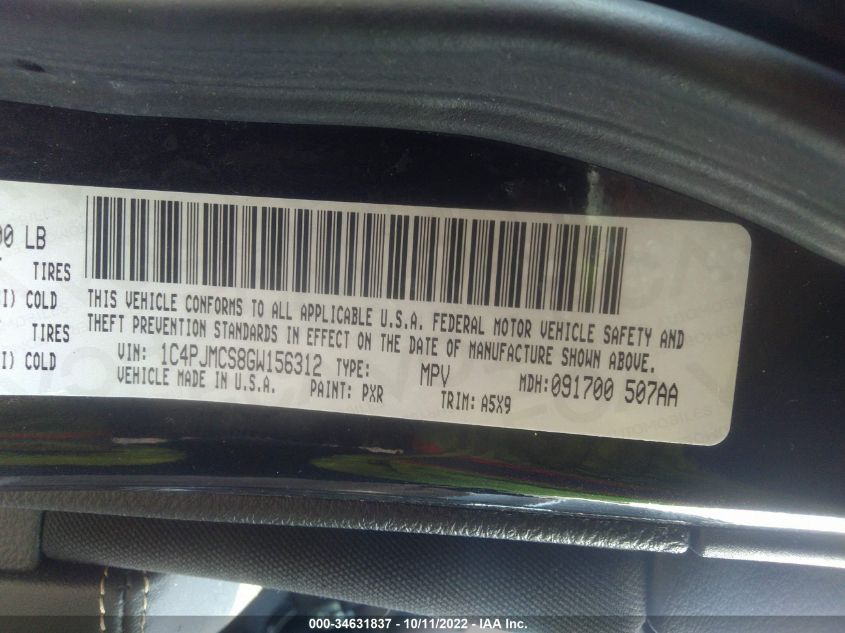 00 LB
TIRES
I) COLD
TIRES
I) COLD
THIS VEHICLE CONFORMS TO ALL APPLICABLE U.S.A. FEDERAL MOTOR VEHICLE SAFETY AND
THEFT PREVENTION STANDARDS IN EFFECT ON THE DATE OF MANUFACTURE SHOWN ABOVE.
VIN: 1C4PJMCS8GW156312 TYPE: MPV MDH:091700 507AA
VEHICLE MADE IN U.S.A. PAINT: PXR TRIM: A5X9
000-34631837 - 10/11/2022 - IAA Inc.